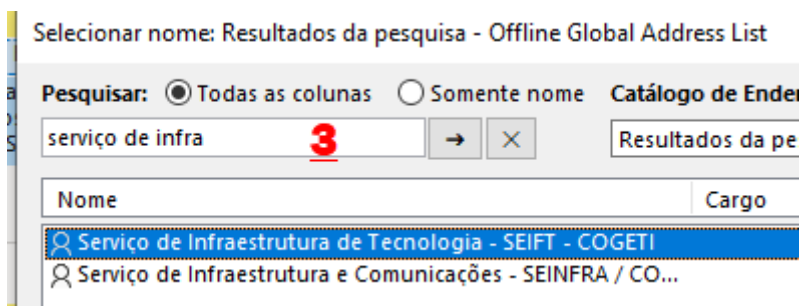 Selecionar nome: Resultados da pesquisa - Offline Global Address List
Pesquisar: Todas as colunas Somente nome Catálogo de Ender
serviço de infra 3 Resultados da pe
Nome Cargo
Serviço de Infraestrutura de Tecnologia - SEIFT - COGETI
Serviço de Infraestrutura e Comunicações - SEINFRA / CO...